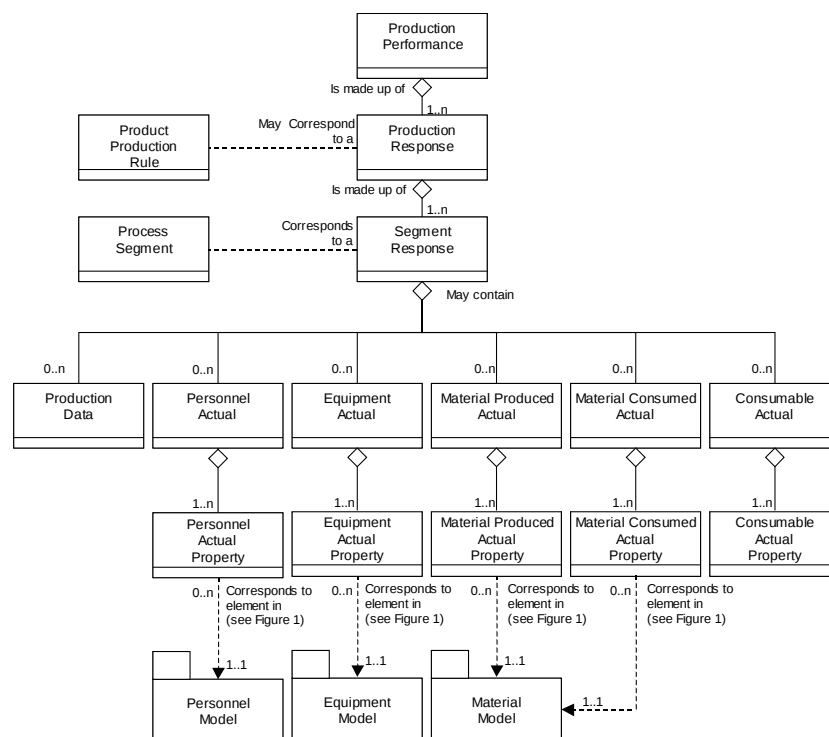 Production
Performance
Is made up of
1..n
Product
Production
Rule
May Correspond
to a
Production
Response
Is made up of
1..n
Process
Segment
Corresponds
to a
Segment
Response
May contain
0..n
0..n
0..n
0..n
0..n
0..n
Production
Data
Personnel
Actual
Equipment
Actual
Material Produced
Actual
Material Consumed
Actual
Consumable
Actual
1..n
1..n
1..n
1..n
1..n
Personnel
Actual
Property
Equipment
Actual
Property
Material Produced
Actual
Property
Material Consumed
Actual
Property
Consumable
Actual
Property
0..n
Corresponds to
element in
(see Figure 1)
0..n
Corresponds to
element in
(see Figure 1)
0..n
Corresponds to
element in
(see Figure 1)
0..n
Corresponds to
element in
(see Figure 1)
1..1
1..1
1..1
1..1
Personnel
Model
Equipment
Model
Material
Model